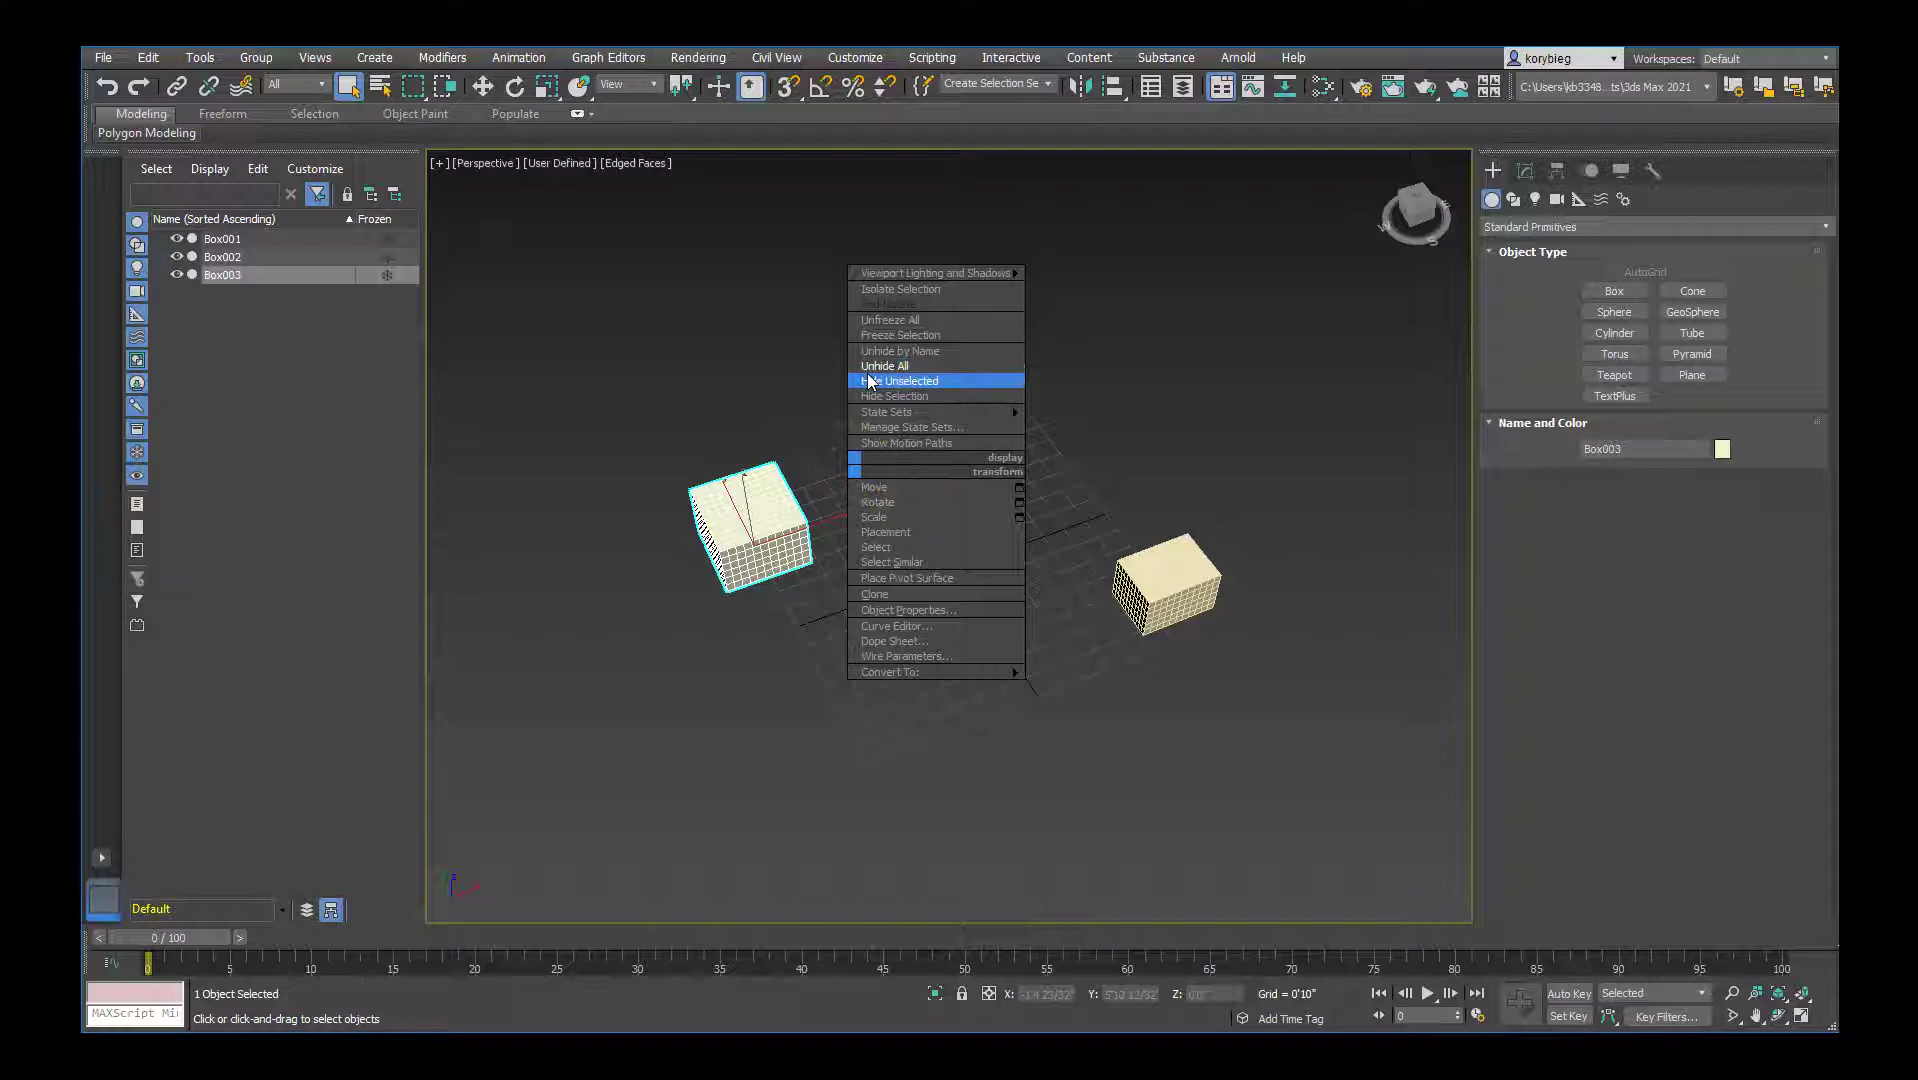 File Edit Tools Group Views Create Modifiers Animation Graph Editors Rendering Civil View Customize Scripting Interactive Content Substance Arnold Help korybieg Workspaces: Default
All View Create Selection Se C:\Users\kb3348...ts\3ds Max 2021
Modeling Freeform Selection Object Paint Populate
Polygon Modeling
Select Display Edit Customize
Name (Sorted Ascending) Frozen
Box001
Box002
Box003
Default
[+] [Perspective ] [User Defined ] [Edged Faces ]
Viewport Lighting and Shadows
Isolate Selection
Unfreeze All
Freeze Selection
Unhide by Name
Unhide All
Unselected
Hide Selection
State Sets
Manage State Sets...
Show Motion Paths
display
transform
Move
Rotate
Scale
Placement
Select
Select Similar
Place Pivot Surface
Clone
Object Properties...
Curve Editor...
Dope Sheet...
Wire Parameters...
Convert To:
W S
Standard Primitives
Object Type
AutoGrid
Box Cone
Sphere GeoSphere
Cylinder Tube
Torus Pyramid
Teapot Plane
TextPlus
Name and Color
Box003
< 0 / 100 >
0 5 10 15 20 25 30 35 40 45 50 55 60 65 70 75 80 85 90 95 100
1 Object Selected X: Y: Z: Grid = 0'10" Auto Key Selected
MAXScript Mi Click or click-and-drag to select objects Add Time Tag 0 Set Key Key Filters...